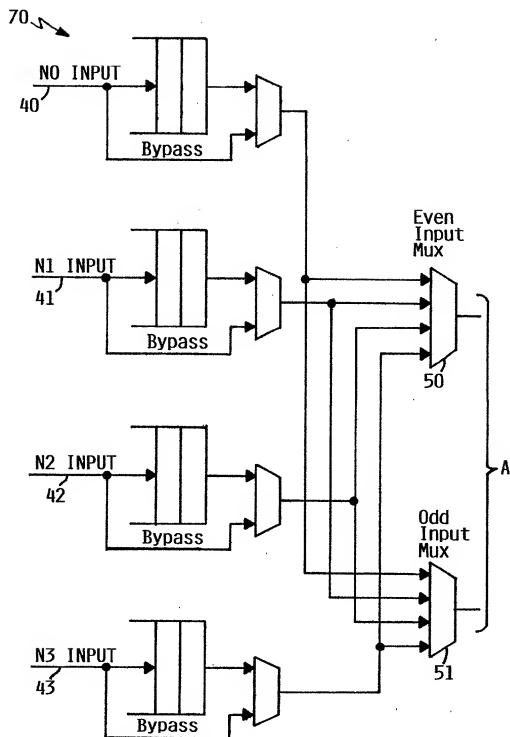 70
NO INPUT
40
Bypass
N1 INPUT
41
Bypass
Even
Input
Mux
50
A
N2 INPUT
42
Bypass
Odd
Input
Mux
51
N3 INPUT
43
Bypass